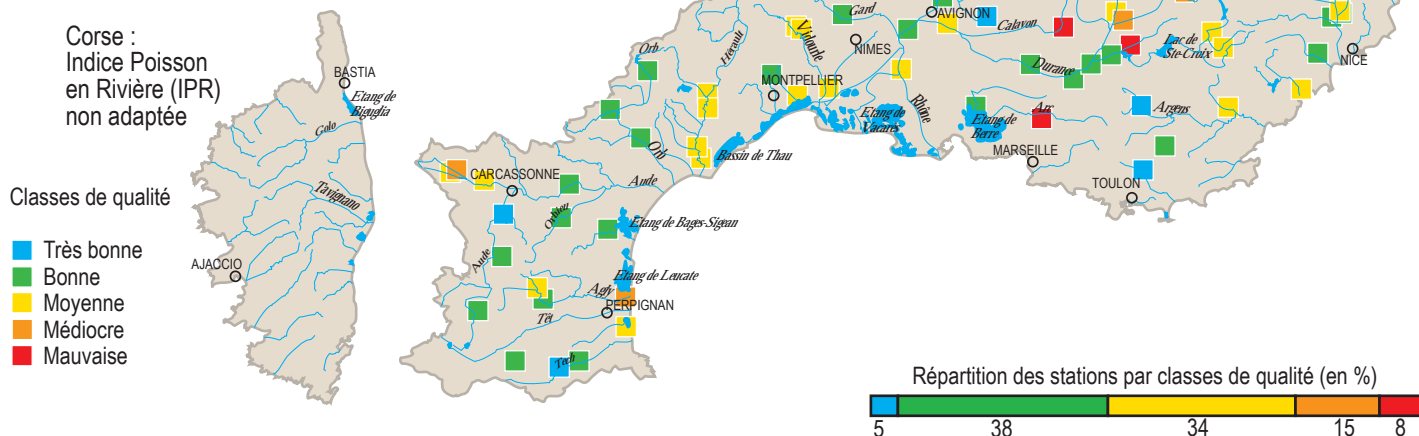 Corse :
Indice Poisson
en Rivière (IPR)
non adaptée
BASTIA
Etang de
Biguglia
Golo
Tavignano
AJACCIO
Classes de qualité
Très bonne
Bonne
Moyenne
Médiocre
Mauvaise
Orb
Hérault
Vidourle
Gard
AVIGNON
NIMES
Calavon
Durance
Lac de
Ste-Croix
NICE
MONTPELLIER
Rhône
Etang de
Vacarès
Etang de
Berre
Arc
Argens
MARSEILLE
TOULON
Orb
Bassin de Thau
CARCASSONNE
Aude
Orbieu
Etang de Bages-Sigean
Aude
Etang de Leucate
Agly
PERPIGNAN
Têt
Tech
Répartition des stations par classes de qualité (en %)
5 38 34 15 8